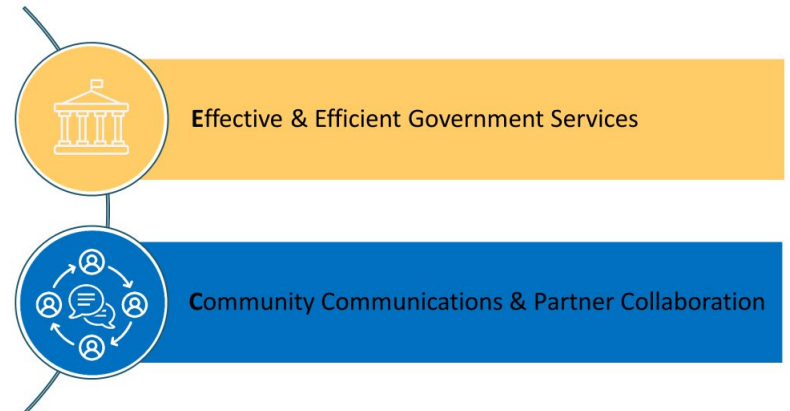 Effective & Efficient Government Services
Community Communications & Partner Collaboration